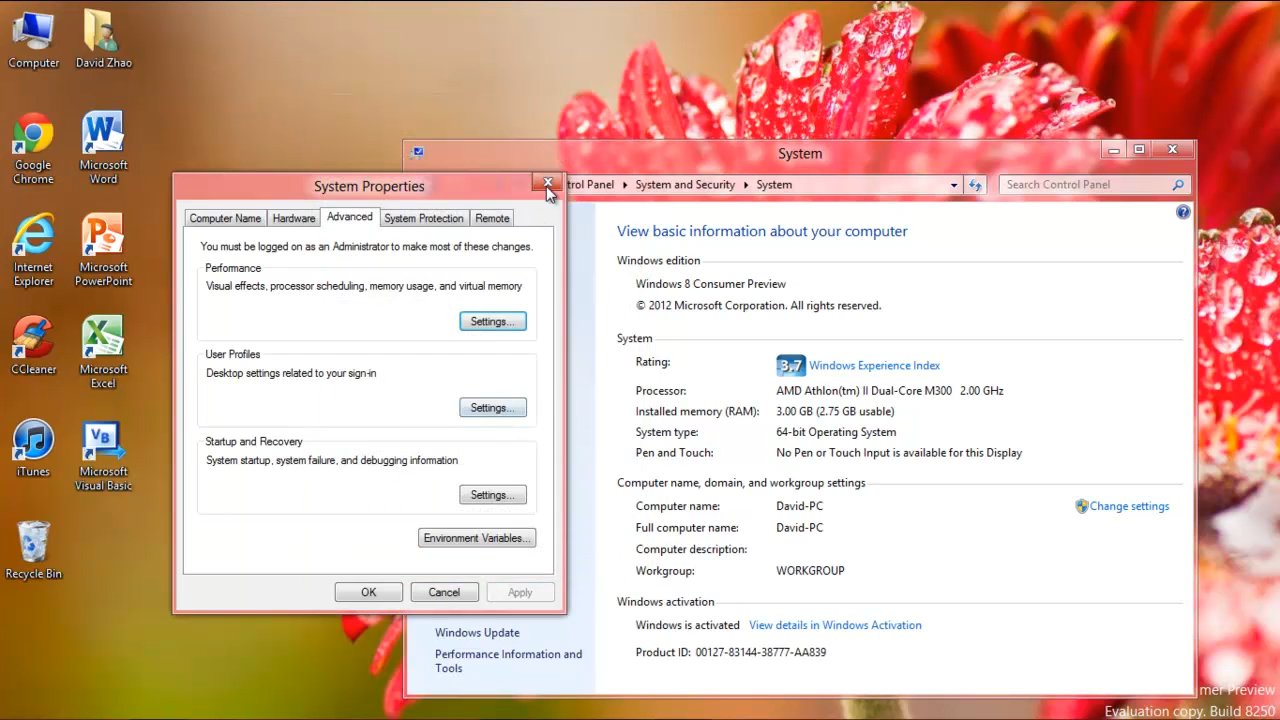 Computer
David Zhao
Google
Chrome
Microsoft
Word
Internet
Explorer
Microsoft
PowerPoint
CCleaner
Microsoft
Excel
iTunes
Microsoft
Visual Basic
Recycle Bin
System Properties
Computer Name
Hardware
Advanced
System Protection
Remote
You must be logged on as an Administrator to make most of these changes.
Performance
Visual effects, processor scheduling, memory usage, and virtual memory
Settings...
User Profiles
Desktop settings related to your sign-in
Settings...
Startup and Recovery
System startup, system failure, and debugging information
Settings...
Environment Variables...
OK
Cancel
Apply
System
trol Panel
System and Security
System
Search Control Panel
View basic information about your computer
Windows edition
Windows 8 Consumer Preview
© 2012 Microsoft Corporation. All rights reserved.
System
Rating: 3.7 Windows Experience Index
Processor: AMD Athlon(tm) II Dual-Core M300 2.00 GHz
Installed memory (RAM): 3.00 GB (2.75 GB usable)
System type: 64-bit Operating System
Pen and Touch: No Pen or Touch Input is available for this Display
Computer name, domain, and workgroup settings
Computer name: David-PC
Change settings
Full computer name: David-PC
Computer description:
Workgroup: WORKGROUP
Windows activation
Windows is activated View details in Windows Activation
Product ID: 00127-83144-38777-AA839
Windows Update
Performance Information and
Tools
mer Preview
Evaluation copy. Build 8250